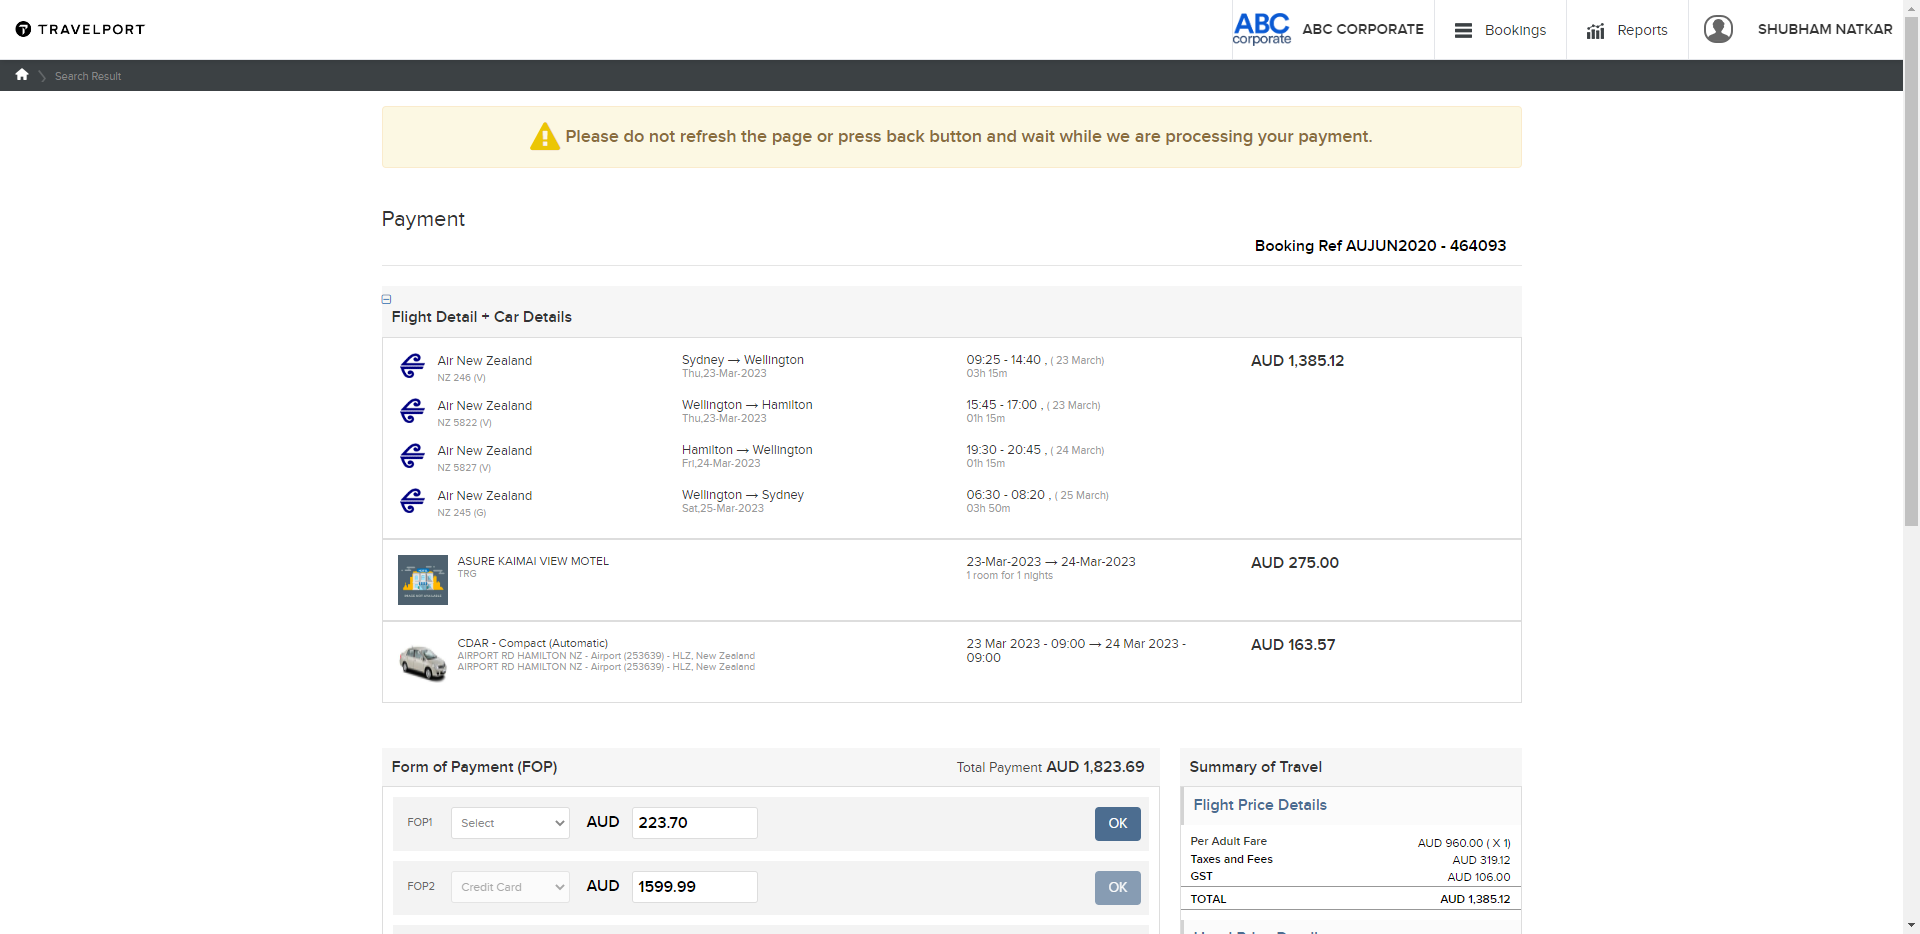 TRAVELPORT
ABC
corporate
ABC CORPORATE
Bookings
Reports
SHUBHAM NATKAR
Search Result
Please do not refresh the page or press back button and wait while we are processing your payment.
Payment
Booking Ref AUJUN2020 - 464093
Flight Detail + Car Details
Air New Zealand
NZ 246 (V)
Sydney → Wellington
Thu,23-Mar-2023
09:25 - 14:40 , ( 23 March)
03h 15m
AUD 1,385.12
Air New Zealand
NZ 5822 (V)
Wellington → Hamilton
Thu,23-Mar-2023
15:45 - 17:00 , ( 23 March)
01h 15m
Air New Zealand
NZ 5827 (V)
Hamilton → Wellington
Fri,24-Mar-2023
19:30 - 20:45 , ( 24 March)
01h 15m
Air New Zealand
NZ 245 (G)
Wellington → Sydney
Sat,25-Mar-2023
06:30 - 08:20 , ( 25 March)
03h 50m
ASURE KAIMAI VIEW MOTEL
TRG
23-Mar-2023 → 24-Mar-2023
1 room for 1 nights
AUD 275.00
CDAR - Compact (Automatic)
AIRPORT RD HAMILTON NZ - Airport (253639) - HLZ, New Zealand
AIRPORT RD HAMILTON NZ - Airport (253639) - HLZ, New Zealand
23 Mar 2023 - 09:00 → 24 Mar 2023 -
09:00
AUD 163.57
Form of Payment (FOP)
Total Payment AUD 1,823.69
FOP1
Select
AUD
223.70
OK
FOP2
Credit Card
AUD
1599.99
OK
Summary of Travel
Flight Price Details
Per Adult Fare
AUD 960.00 ( X 1)
Taxes and Fees
AUD 319.12
GST
AUD 106.00
TOTAL
AUD 1,385.12